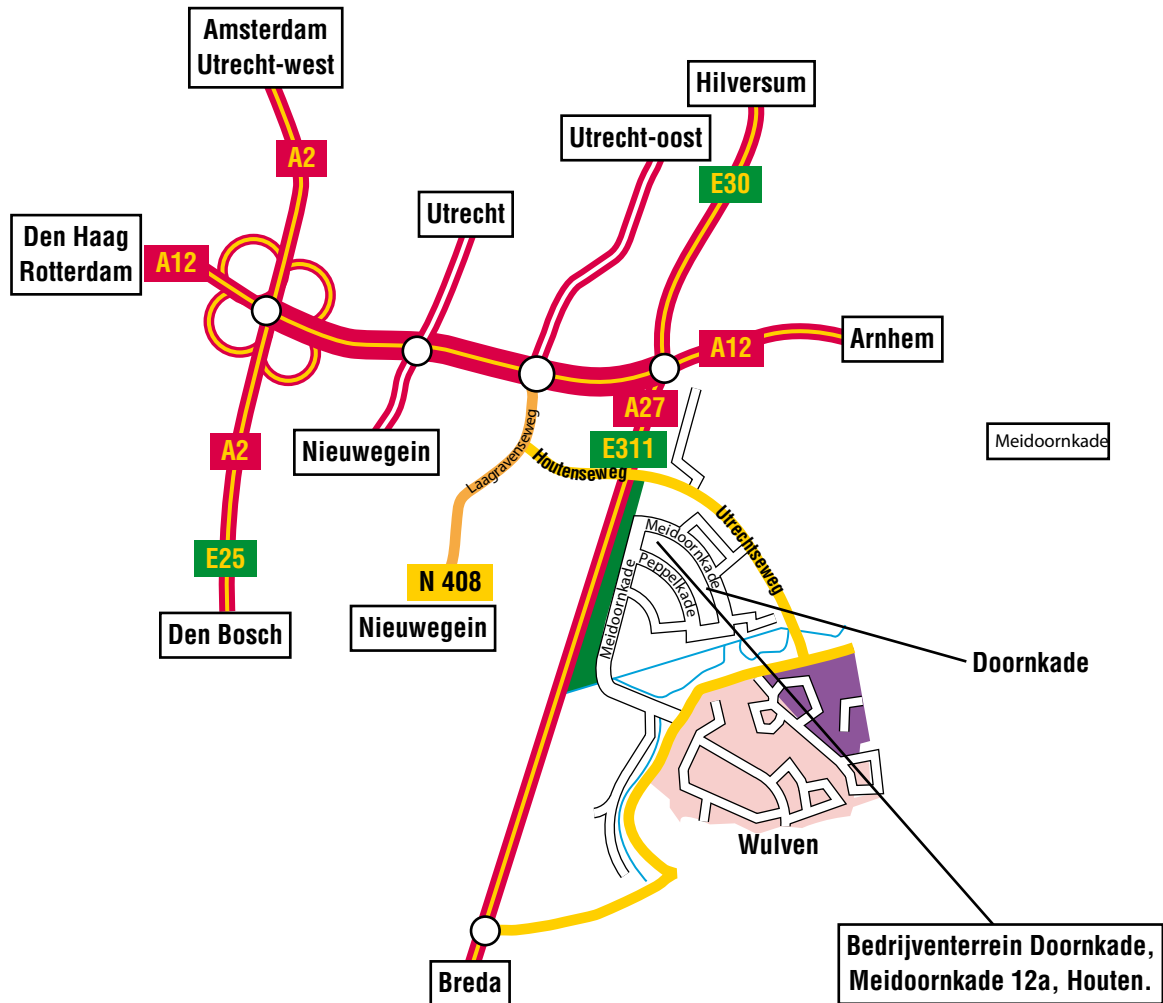 Amsterdam
Utrecht-west
Hilversum
Utrecht-oost
A2
E30
Utrecht
Den Haag
Rotterdam
A12
Arnhem
A12
A27
Nieuwegein
Meidoornkade
A2
E311
Laagravenseweg
Houtenseweg
Utrechtseweg
Meidoornkade
E25
Peppelkade
Meidoornkade
N 408
Nieuwegein
Den Bosch
Doornkade
Wulven
Bedrijventerrein Doornkade,
Meidoornkade 12a, Houten.
Breda